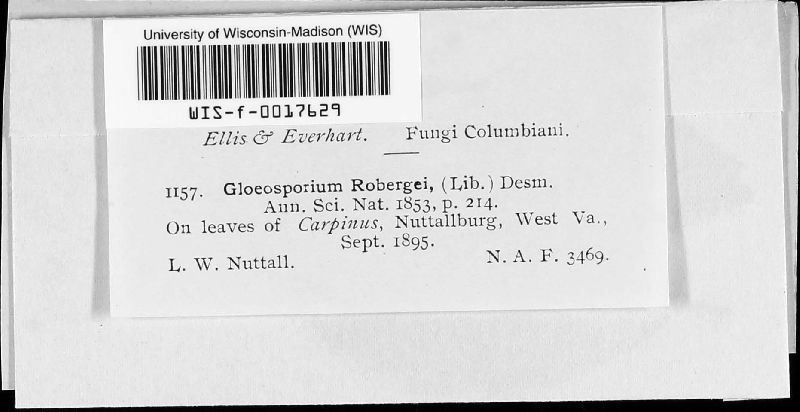 University of Wisconsin-Madison (WIS)
WIS-f-0017629
Ellis & Everhart. Fungi Columbiani.
1157. Gloeosporium Robergei, (Lib.) Desm.
Ann. Sci. Nat. 1853, p. 214.
On leaves of Carpinus, Nuttallburg, West Va.,
Sept. 1895.
L. W. Nuttall. N. A. F. 3469.